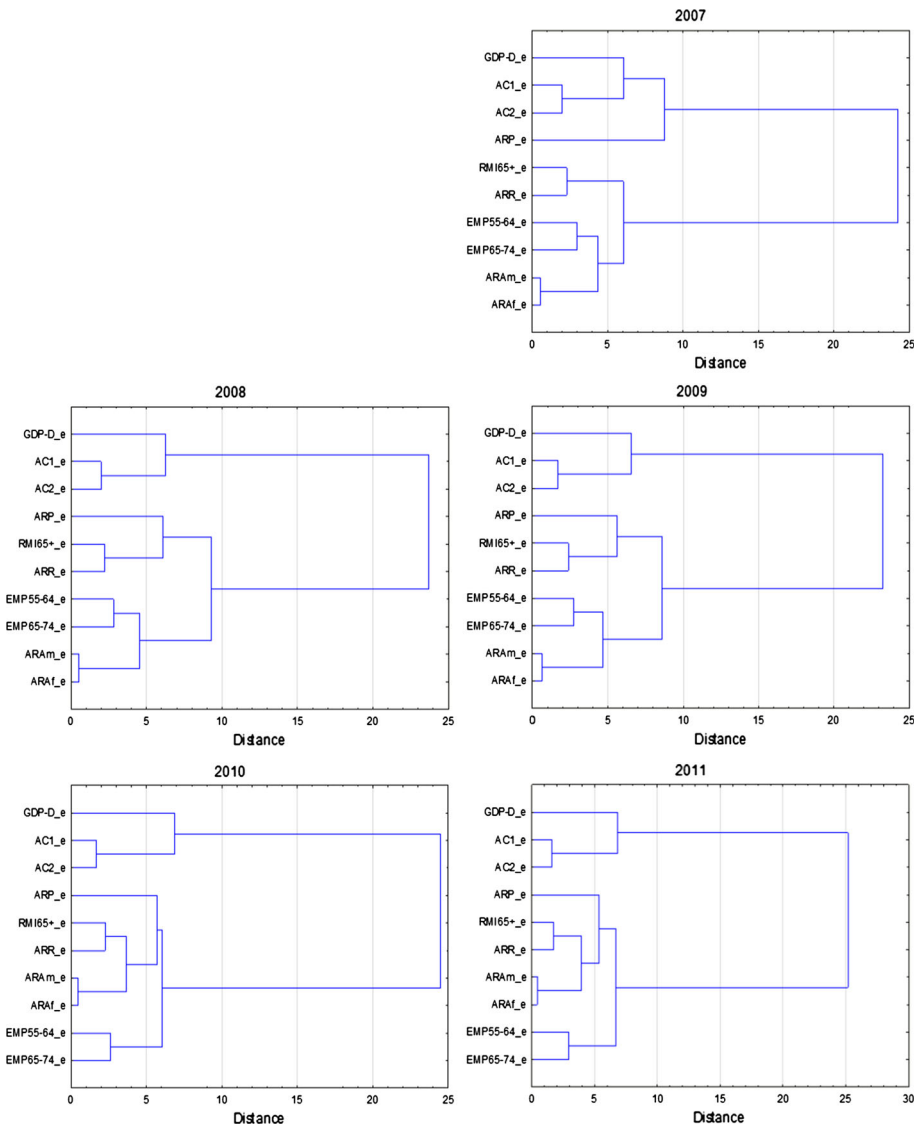 2007
GDP-D_e
AC1_e
AC2_e
ARP_e
RMI65+_e
ARR_e
EMP55-64_e
EMP65-74_e
ARAm_e
ARAf_e
0 5 10 15 20 25
Distance
2008
GDP-D_e
AC1_e
AC2_e
ARP_e
RMI65+_e
ARR_e
EMP55-64_e
EMP65-74_e
ARAm_e
ARAf_e
0 5 10 15 20 25
Distance
2009
GDP-D_e
AC1_e
AC2_e
ARP_e
RMI65+_e
ARR_e
EMP55-64_e
EMP65-74_e
ARAm_e
ARAf_e
0 5 10 15 20 25
Distance
2010
GDP-D_e
AC1_e
AC2_e
ARP_e
RMI65+_e
ARR_e
ARAm_e
ARAf_e
EMP55-64_e
EMP65-74_e
0 5 10 15 20 25
Distance
2011
GDP-D_e
AC1_e
AC2_e
ARP_e
RMI65+_e
ARR_e
ARAm_e
ARAf_e
EMP55-64_e
EMP65-74_e
0 5 10 15 20 25 30
Distance